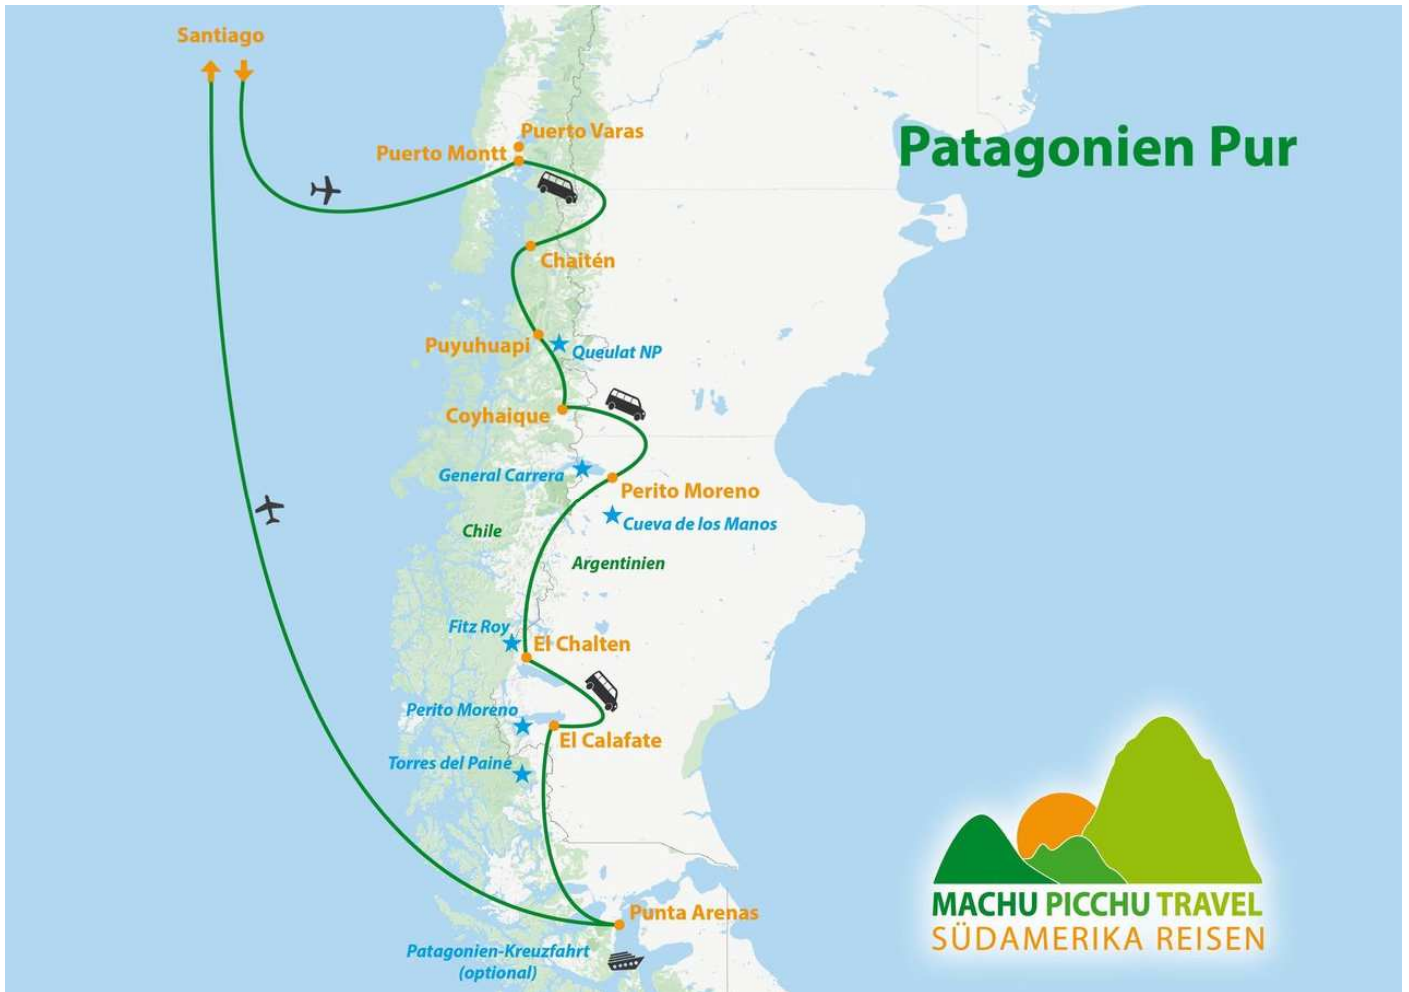 Santiago
Patagonien Pur
Puerto Varas
Puerto Montt
Chaitén
Puyuhuapi
Queulat NP
Coyhaique
General Carrera
Perito Moreno
Cueva de los Manos
Chile
Argentinien
Fitz Roy
El Chalten
Perito Moreno
El Calafate
Torres del Paine
Punta Arenas
Patagonien-Kreuzfahrt
(optional)
MACHU PICCHU TRAVEL
SÜDAMERIKA REISEN